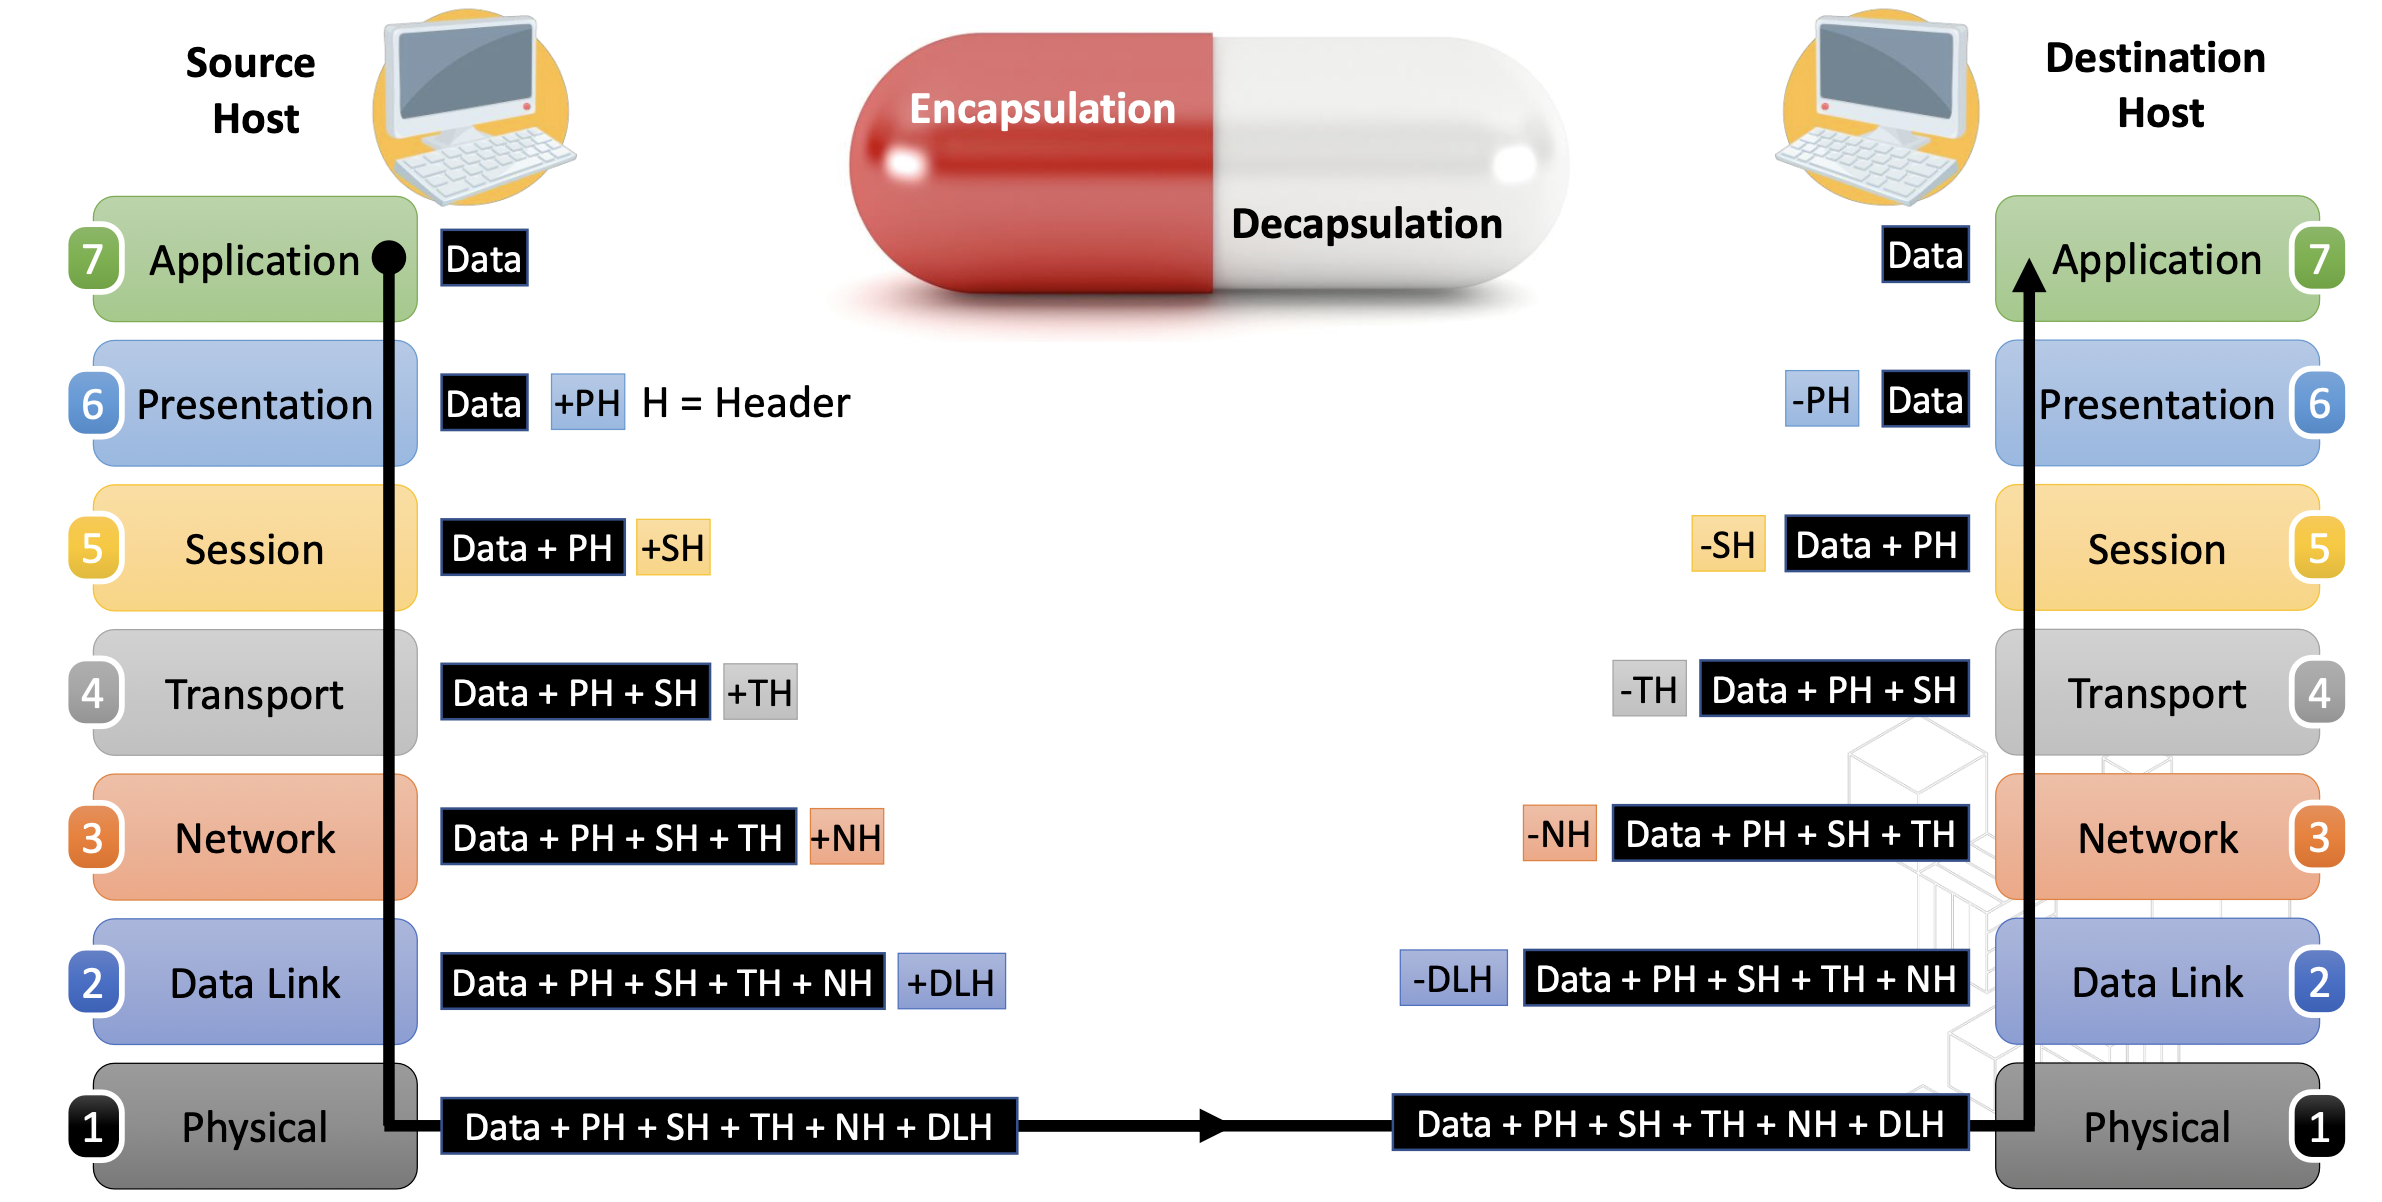 Source
Host
Encapsulation
Decapsulation
Destination
Host
7 Application Data
Data Application 7
6 Presentation Data +PH H = Header
-PH Data Presentation 6
5 Session Data + PH +SH
-SH Data + PH Session 5
4 Transport Data + PH + SH +TH
-TH Data + PH + SH Transport 4
3 Network Data + PH + SH + TH +NH
-NH Data + PH + SH + TH Network 3
2 Data Link Data + PH + SH + TH + NH +DLH
-DLH Data + PH + SH + TH + NH Data Link 2
1 Physical Data + PH + SH + TH + NH + DLH
Data + PH + SH + TH + NH + DLH Physical 1